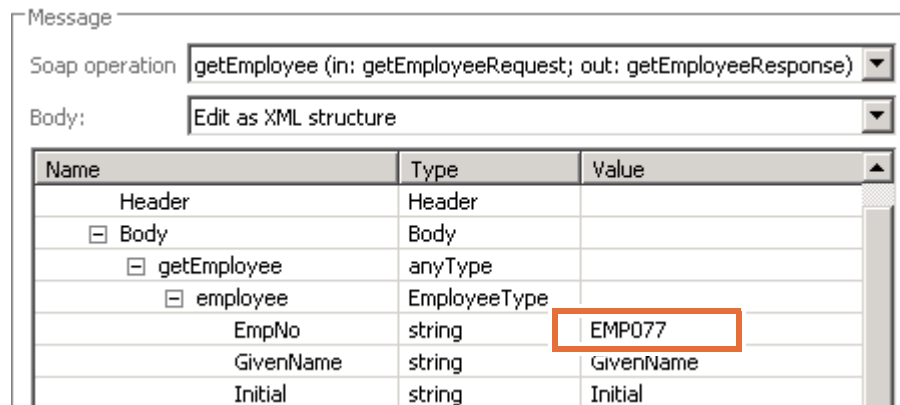 Message
Soap operation getEmployee (in: getEmployeeRequest; out: getEmployeeResponse)
Body: Edit as XML structure
Name Type Value
Header Header
Body Body
getEmployee anyType
employee EmployeeType
EmpNo string EMP077
GivenName string GivenName
Initial string Initial